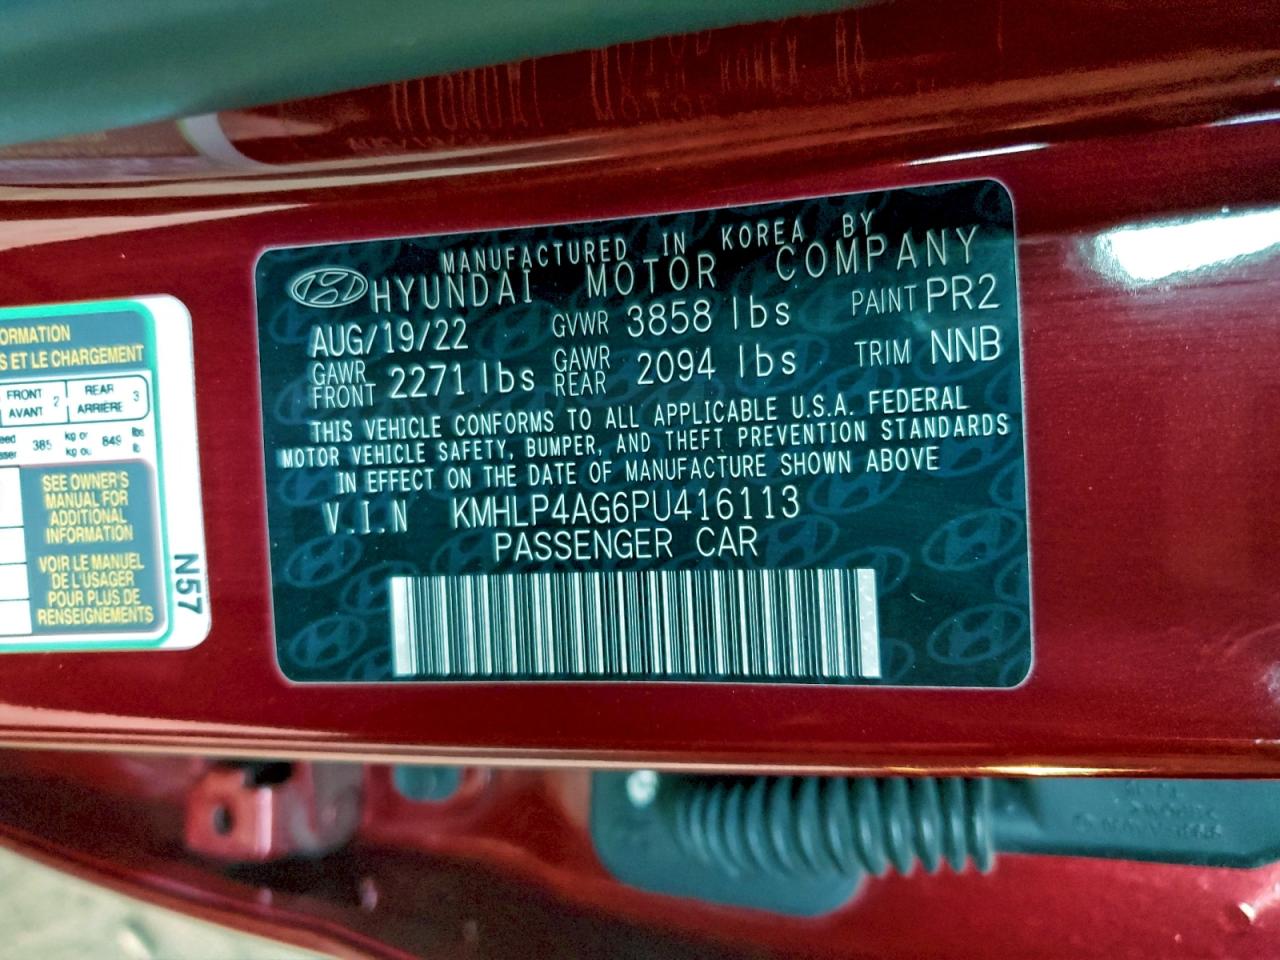 MANUFACTURED IN KOREA BY
HYUNDAI MOTOR COMPANY
AUG/19/22 GVWR 3858 lbs PAINT PR2
GAWR FRONT 2271 lbs GAWR REAR 2094 lbs TRIM NNB
THIS VEHICLE CONFORMS TO ALL APPLICABLE U.S.A. FEDERAL
MOTOR VEHICLE SAFETY, BUMPER, AND THEFT PREVENTION STANDARDS
IN EFFECT ON THE DATE OF MANUFACTURE SHOWN ABOVE
V.I.N KMHLP4AG6PU416113
PASSENGER CAR
ORMATION
S ET LE CHARGEMENT
FRONT AVANT 2 REAR ARRIÈRE 3
385 kg or kg ou 849 lbs lb
SEE OWNER'S
MANUAL FOR
ADDITIONAL
INFORMATION
VOIR LE MANUEL
DE L'USAGER
POUR PLUS DE
RENSEIGNEMENTS
N57